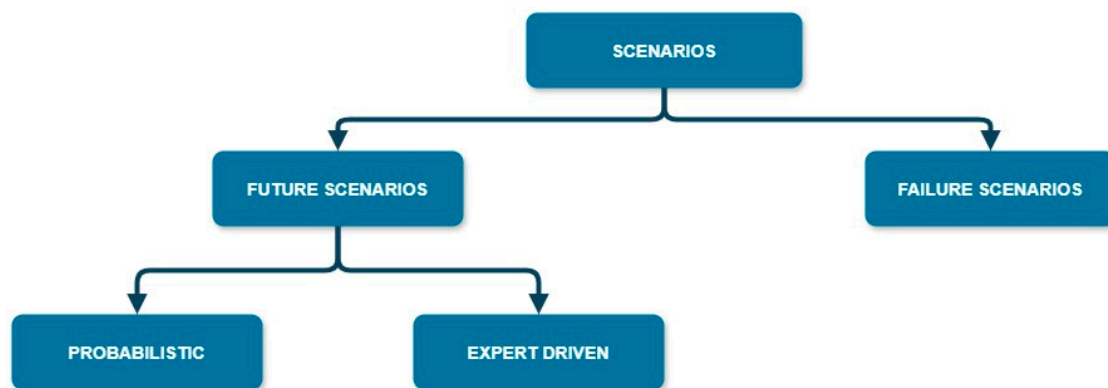 SCENARIOS
FUTURE SCENARIOS
FAILURE SCENARIOS
PROBABILISTIC
EXPERT DRIVEN